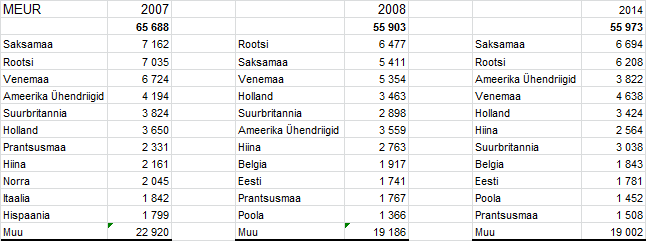 MEUR 2007 2008 2014
65 688 55 903 55 973
Saksamaa 7 162 Rootsi 6 477 Saksamaa 6 694
Rootsi 7 035 Saksamaa 5 411 Rootsi 6 208
Venemaa 6 724 Venemaa 5 354 Ameerika Ühendriigid 3 822
Ameerika Ühendriigid 4 194 Holland 3 463 Venemaa 4 638
Suurbritannia 3 824 Suurbritannia 2 898 Holland 3 424
Holland 3 650 Ameerika Ühendriigid 3 559 Hiina 2 564
Prantsusmaa 2 331 Hiina 2 763 Suurbritannia 3 038
Hiina 2 161 Belgia 1 917 Belgia 1 843
Norra 2 045 Eesti 1 741 Eesti 1 781
Itaalia 1 842 Prantsusmaa 1 767 Poola 1 452
Hispaania 1 799 Poola 1 366 Prantsusmaa 1 508
Muu 22 920 Muu 19 186 Muu 19 002